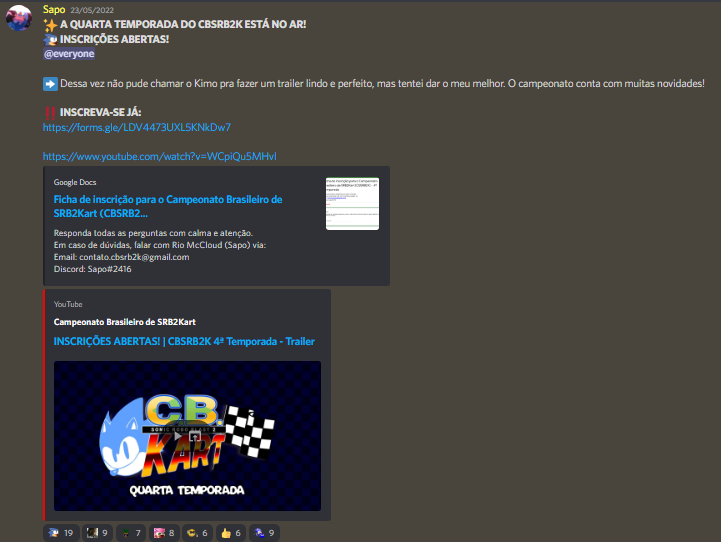 Sapo 23/05/2022
A QUARTA TEMPORADA DO CBSRB2K ESTÁ NO AR!
INSCRIÇÕES ABERTAS!
@everyone
Dessa vez não pude chamar o Kimo pra fazer um trailer lindo e perfeito, mas tentei dar o meu melhor. O campeonato conta com muitas novidades!
INSCREVA-SE JÁ:
https://forms.gle/LDV4473UXL5KNkDw7
https://www.youtube.com/watch?v=WCpiQu5MHvI
Google Docs
Ficha de inscrição para o Campeonato Brasileiro de
SRB2Kart (CBSRB2...
Responda todas as perguntas com calma e atenção.
Em caso de dúvidas, falar com Rio McCloud (Sapo) via:
Email: contato.cbsrb2k@gmail.com
Discord: Sapo#2416
YouTube
Campeonato Brasileiro de SRB2Kart
INSCRIÇÕES ABERTAS! | CBSRB2K 4ª Temporada - Trailer
C.B.
SONIC ROBO BLAST 2
KART
QUARTA TEMPORADA
19 9 7 8 6 6 9